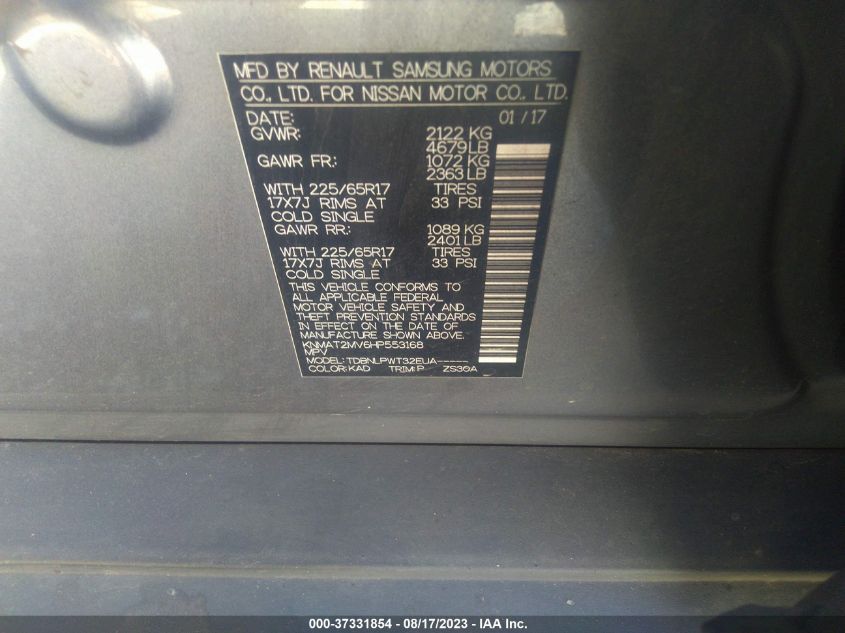 MFD BY RENAULT SAMSUNG MOTORS
CO., LTD. FOR NISSAN MOTOR CO., LTD.
DATE: 01/17
GVWR: 2122 KG
4679LB
GAWR FR.: 1072 KG
2363LB
WITH 225/65R17 TIRES
17X7J RIMS AT 33 PSI
COLD SINGLE
GAWR RR.: 1089 KG
2401LB
WITH 225/65R17 TIRES
17X7J RIMS AT 33 PSI
COLD SINGLE
THIS VEHICLE CONFORMS TO
ALL APPLICABLE FEDERAL
MOTOR VEHICLE SAFETY AND
THEFT PREVENTION STANDARDS
IN EFFECT ON THE DATE OF
MANUFACTURE SHOWN ABOVE.
KNMAT2MV6HP553168
MPV
MODEL: TDBNLPWT32EUA-----
COLOR: KAD TRIM: P ZS36A
000-37331854 - 08/17/2023 - IAA Inc.